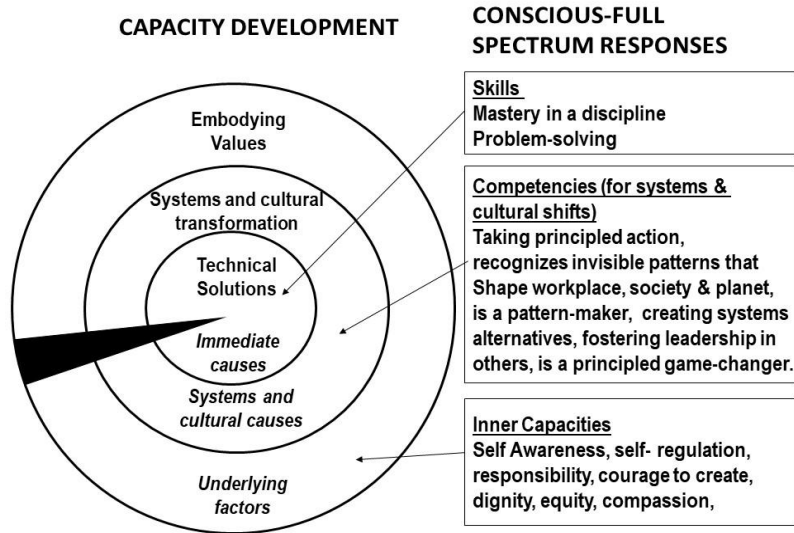 CAPACITY DEVELOPMENT
CONSCIOUS-FULL
SPECTRUM RESPONSES
Embodying
Values
Systems and cultural
transformation
Technical
Solutions
Immediate
causes
Systems and
cultural causes
Underlying
factors
Skills
Mastery in a discipline
Problem-solving
Competencies (for systems &
cultural shifts)
Taking principled action,
recognizes invisible patterns that
Shape workplace, society & planet,
is a pattern-maker, creating systems
alternatives, fostering leadership in
others, is a principled game-changer.
Inner Capacities
Self Awareness, self- regulation,
responsibility, courage to create,
dignity, equity, compassion,